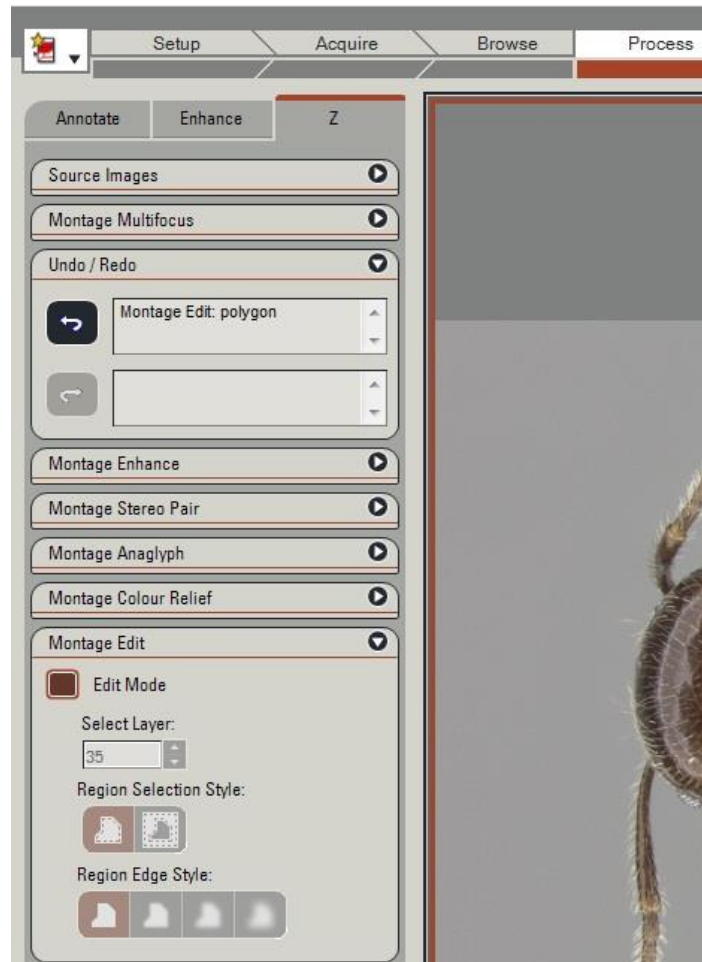 Setup
Acquire
Browse
Process
Annotate
Enhance
Z
Source Images
Montage Multifocus
Undo / Redo
Montage Edit: polygon
Montage Enhance
Montage Stereo Pair
Montage Anaglyph
Montage Colour Relief
Montage Edit
Edit Mode
Select Layer:
35
Region Selection Style:
Region Edge Style: